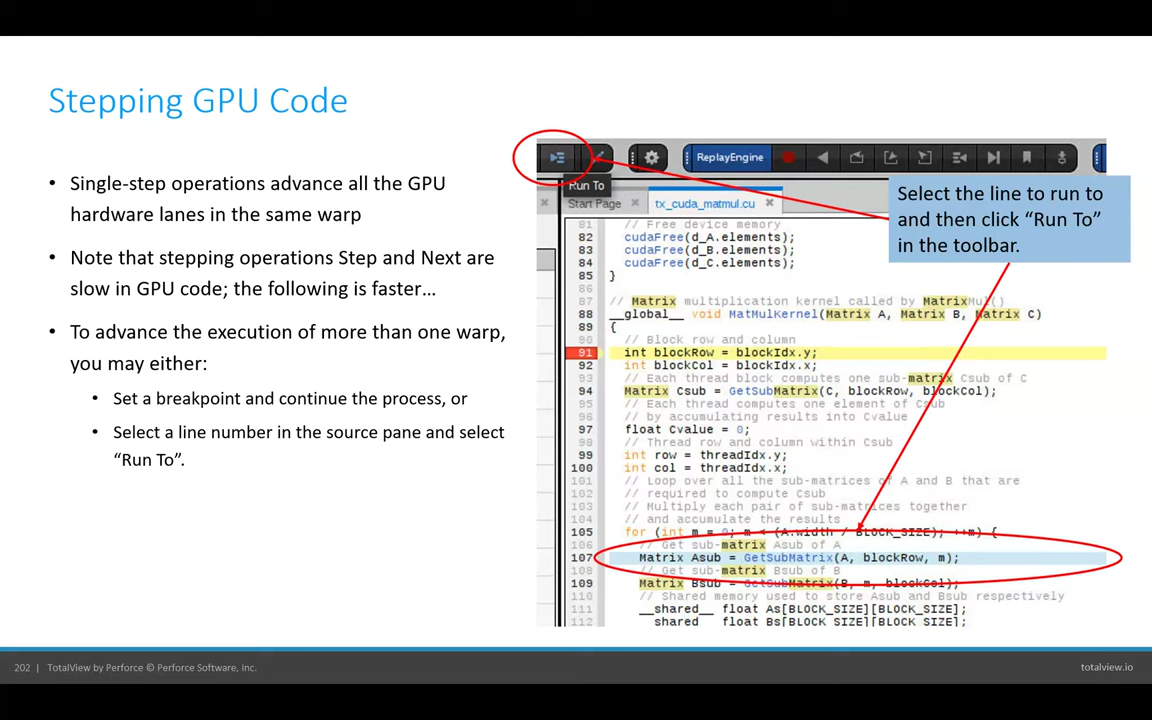 Stepping GPU Code
• Single-step operations advance all the GPU
hardware lanes in the same warp
• Note that stepping operations Step and Next are
slow in GPU code; the following is faster…
• To advance the execution of more than one warp,
you may either:
• Set a breakpoint and continue the process, or
• Select a line number in the source pane and select
“Run To”.
ReplayEngine
Run To
Start Page
tx_cuda_matmul.cu
Select the line to run to
and then click “Run To”
in the toolbar.
81 // Free device memory
82 cudaFree(d_A.elements);
83 cudaFree(d_B.elements);
84 cudaFree(d_C.elements);
85 }
86
87 // Matrix multiplication kernel called by MatrixMul()
88 __global__ void MatMulKernel(Matrix A, Matrix B, Matrix C)
89 {
90 // Block row and column
91 int blockRow = blockIdx.y;
92 int blockCol = blockIdx.x;
93 // Each thread block computes one sub-matrix Csub of C
94 Matrix Csub = GetSubMatrix(C, blockRow, blockCol);
95 // Each thread computes one element of Csub
96 // by accumulating results into Cvalue
97 float Cvalue = 0;
98 // Thread row and column within Csub
99 int row = threadIdx.y;
100 int col = threadIdx.x;
101 // Loop over all the sub-matrices of A and B that are
102 // required to compute Csub
103 // Multiply each pair of sub-matrices together
104 // and accumulate the results
105 for (int m = 0; m < (A.width / BLOCK_SIZE); ++m) {
106 // Get sub-matrix Asub of A
107 Matrix Asub = GetSubMatrix(A, blockRow, m);
108 // Get sub-matrix Bsub of B
109 Matrix Bsub = GetSubMatrix(B, m, blockCol);
110 // Shared memory used to store Asub and Bsub respectively
111 __shared__ float As[BLOCK_SIZE][BLOCK_SIZE];
112 __shared__ float Bs[BLOCK_SIZE][BLOCK_SIZE];
202 | TotalView by Perforce © Perforce Software, Inc.
totalview.io